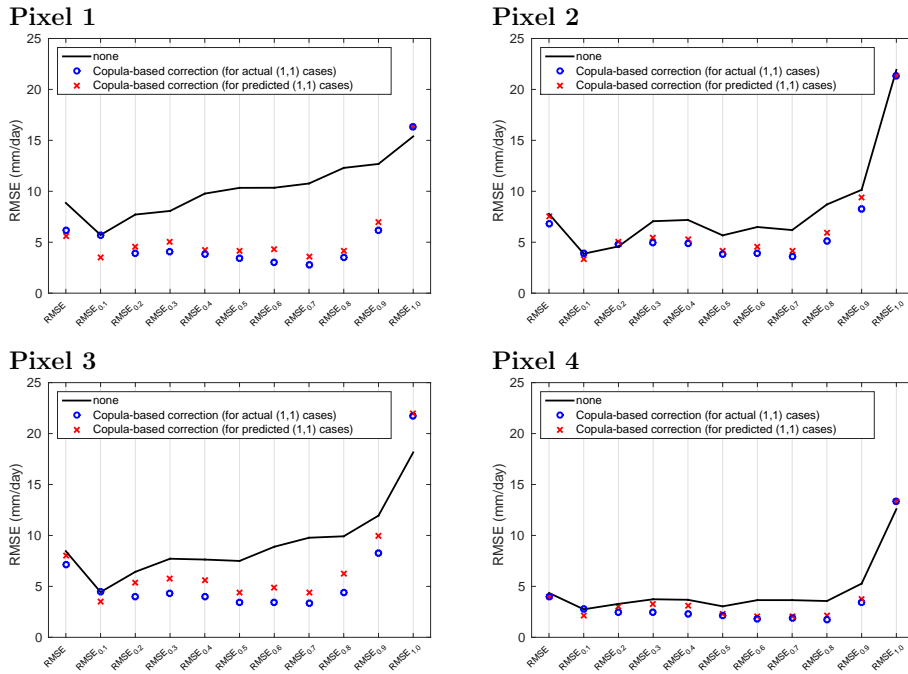 Pixel 1
25
20
15
10
5
0
RMSE (mm/day)
none
Copula-based correction (for actual (1,1) cases)
Copula-based correction (for predicted (1,1) cases)
RMSE
RMSE0.1
RMSE0.2
RMSE0.3
RMSE0.4
RMSE0.5
RMSE0.6
RMSE0.7
RMSE0.8
RMSE0.9
RMSE1.0
Pixel 2
25
20
15
10
5
0
RMSE (mm/day)
none
Copula-based correction (for actual (1,1) cases)
Copula-based correction (for predicted (1,1) cases)
RMSE
RMSE0.1
RMSE0.2
RMSE0.3
RMSE0.4
RMSE0.5
RMSE0.6
RMSE0.7
RMSE0.8
RMSE0.9
RMSE1.0
Pixel 3
25
20
15
10
5
0
RMSE (mm/day)
none
Copula-based correction (for actual (1,1) cases)
Copula-based correction (for predicted (1,1) cases)
RMSE
RMSE0.1
RMSE0.2
RMSE0.3
RMSE0.4
RMSE0.5
RMSE0.6
RMSE0.7
RMSE0.8
RMSE0.9
RMSE1.0
Pixel 4
25
20
15
10
5
0
RMSE (mm/day)
none
Copula-based correction (for actual (1,1) cases)
Copula-based correction (for predicted (1,1) cases)
RMSE
RMSE0.1
RMSE0.2
RMSE0.3
RMSE0.4
RMSE0.5
RMSE0.6
RMSE0.7
RMSE0.8
RMSE0.9
RMSE1.0